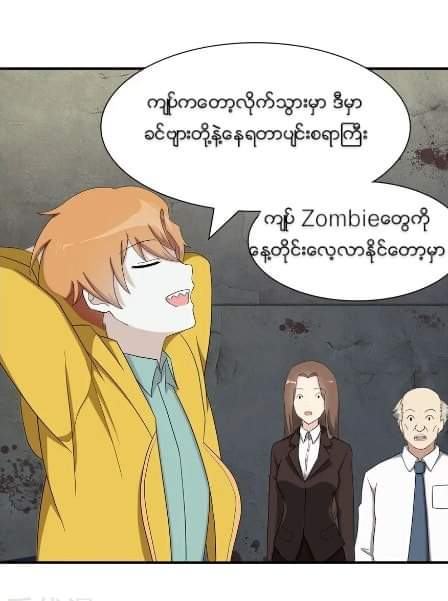 ကျုပ်ကတော့လိုက်သွားမှာ ဒီမှာ
ခင်ဗျားတို့နဲ့နေရတာပျင်းစရာကြီး
ကျုပ် Zombieတွေကို
နေ့တိုင်းလေ့လာနိုင်တော့မှာ